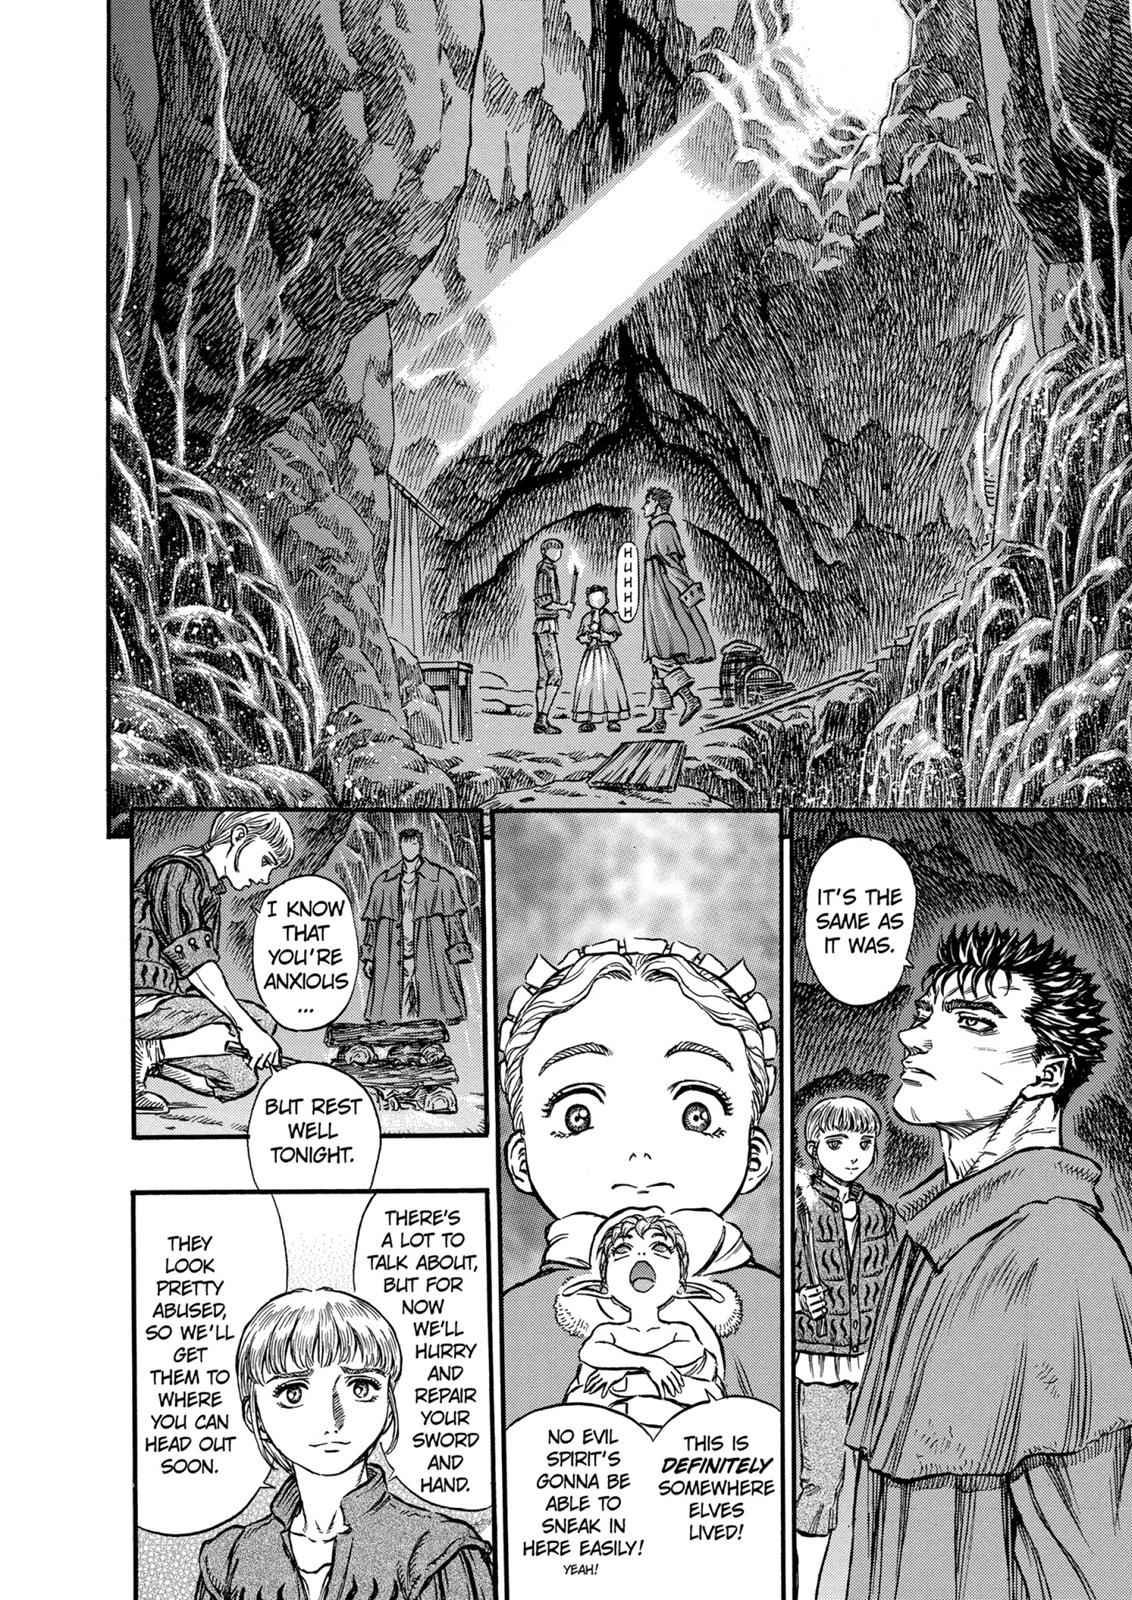 HUHHH
IT'S THE
SAME AS
IT WAS.
THIS IS
DEFINITELY
SOMEWHERE
ELVES
LIVED!
NO EVIL
SPIRIT'S
GONNA BE
ABLE TO
SNEAK IN
HERE EASILY!
YEAH!
I KNOW
THAT
YOU'RE
ANXIOUS
...
BUT REST
WELL
TONIGHT.
THERE'S
A LOT TO
TALK ABOUT,
BUT FOR
NOW
WE'LL
HURRY
AND
REPAIR
YOUR
SWORD
AND
HAND.
THEY
LOOK
PRETTY
ABUSED,
SO WE'LL
GET
THEM TO
WHERE
YOU CAN
HEAD OUT
SOON.